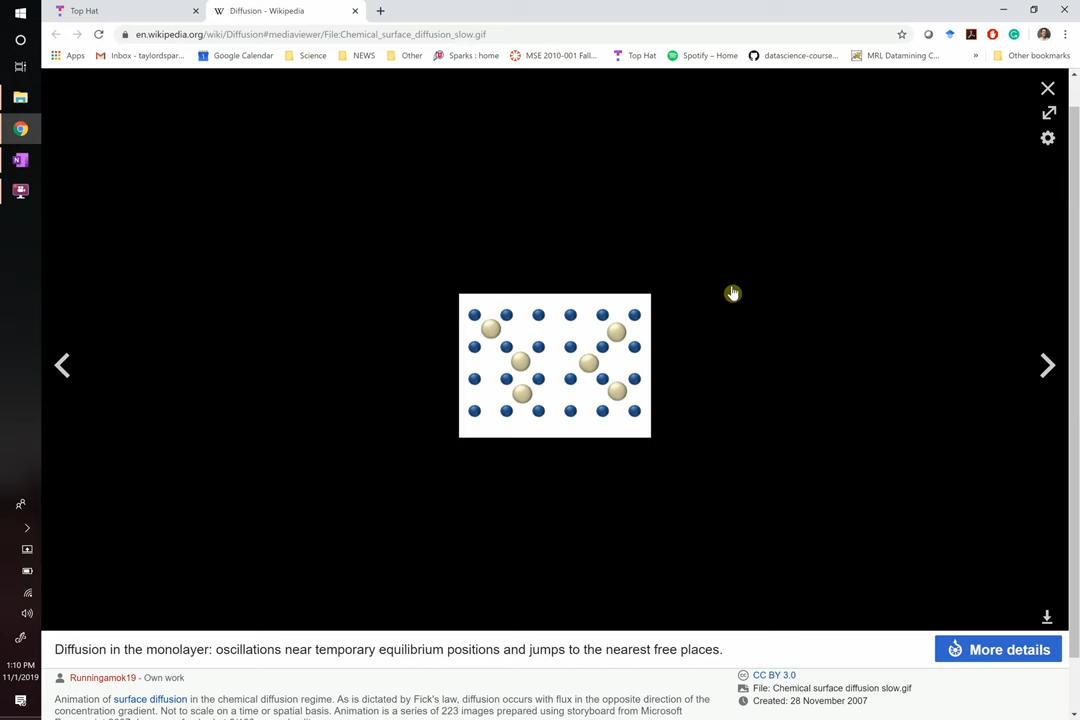 Top Hat
Diffusion - Wikipedia
en.wikipedia.org/wiki/Diffusion#mediaviewer/File:Chemical_surface_diffusion_slow.gif
Apps
Inbox - taylordspar...
Google Calendar
Science
NEWS
Other
Sparks : home
MSE 2010-001 Fall...
Top Hat
Spotify – Home
datascience-course...
MRL Datamining C...
»
Other bookmarks
Diffusion in the monolayer: oscillations near temporary equilibrium positions and jumps to the nearest free places.
More details
Runningamok19 - Own work
Animation of surface diffusion in the chemical diffusion regime. As is dictated by Fick's law, diffusion occurs with flux in the opposite direction of the
concentration gradient. Not to scale on a time or spatial basis. Animation is a series of 223 images prepared using storyboard from Microsoft
CC BY 3.0
File: Chemical surface diffusion slow.gif
Created: 28 November 2007
1:10 PM
11/1/2019